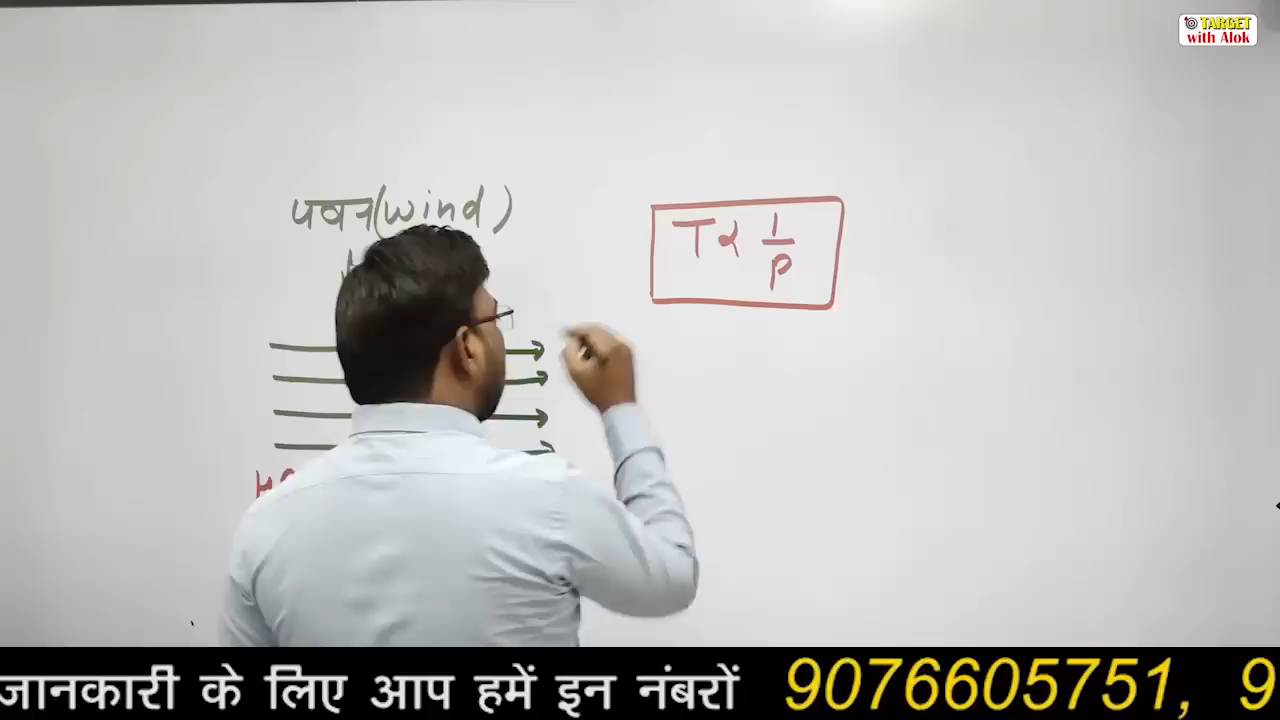 TARGET
with Alok
पवन (wind)
T ∝ 1/P
जानकारी के लिए आप हमें इन नंबरों 9076605751, 9